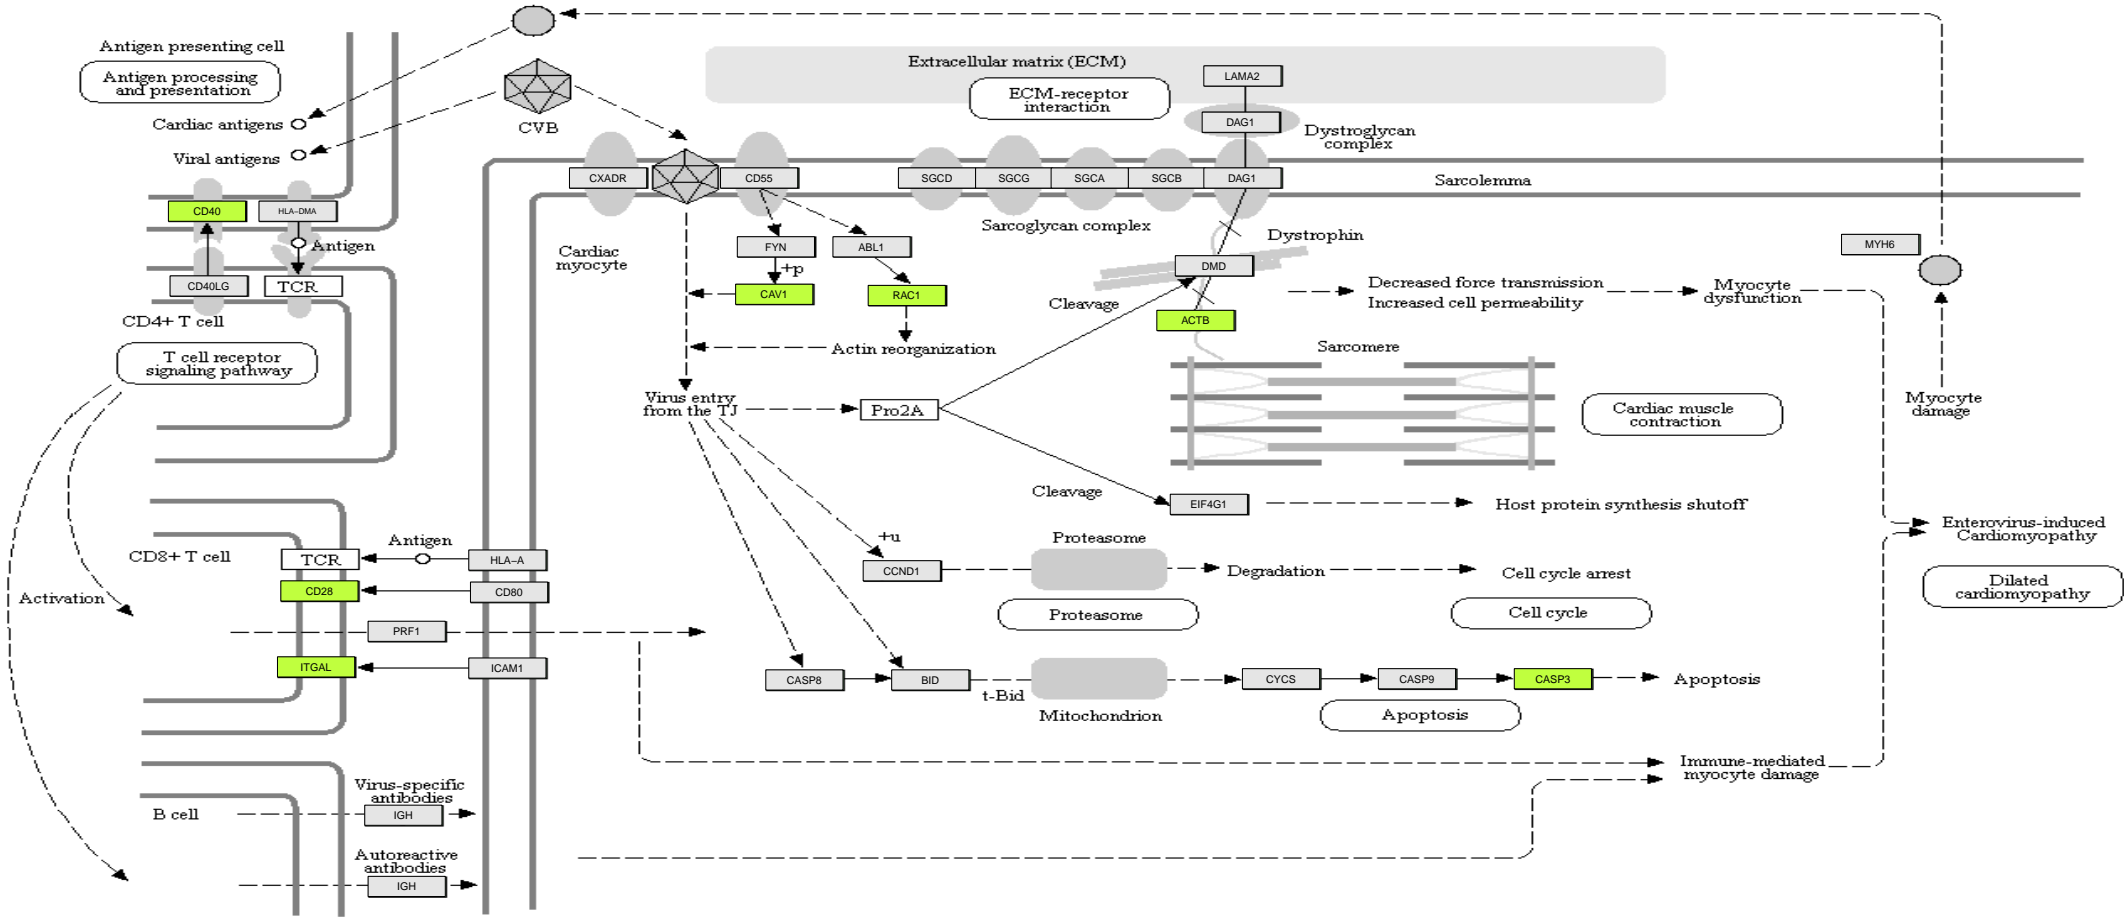 Antigen presenting cell
Antigen processing
and presentation
Cardiac antigens
Viral antigens
CVB
Extracellular matrix (ECM)
ECM-receptor
interaction
LAMA2
DAG1
Dystroglycan
complex
CXADR
CD55
SGCD
SGCG
SGCA
SGCB
DAG1
Sarcolemma
Sarcoglycan complex
CD40
HLA-DMA
Antigen
CD40LG
TCR
CD4+ T cell
T cell receptor
signaling pathway
Cardiac
myocyte
FYN
ABL1
+p
CAV1
RAC1
Actin reorganization
Dystrophin
DMD
Cleavage
ACTB
Decreased force transmission
Increased cell permeability
Myocyte
dysfunction
MYH6
Sarcomere
Virus entry
from the TJ
Pro2A
Cardiac muscle
contraction
Myocyte
damage
Cleavage
EIF4G1
Host protein synthesis shutoff
Enterovirus-induced
Cardiomyopathy
Dilated
cardiomyopathy
CD8+ T cell
TCR
Antigen
HLA-A
CD28
CD80
Activation
PRF1
ITGAL
ICAM1
+u
CCND1
Proteasome
Degradation
Cell cycle arrest
Proteasome
Cell cycle
CASP8
BID
t-Bid
Mitochondrion
CYCS
CASP9
CASP3
Apoptosis
Apoptosis
Immune-mediated
myocyte damage
Virus-specific
antibodies
B cell
IGH
Autoreactive
antibodies
IGH